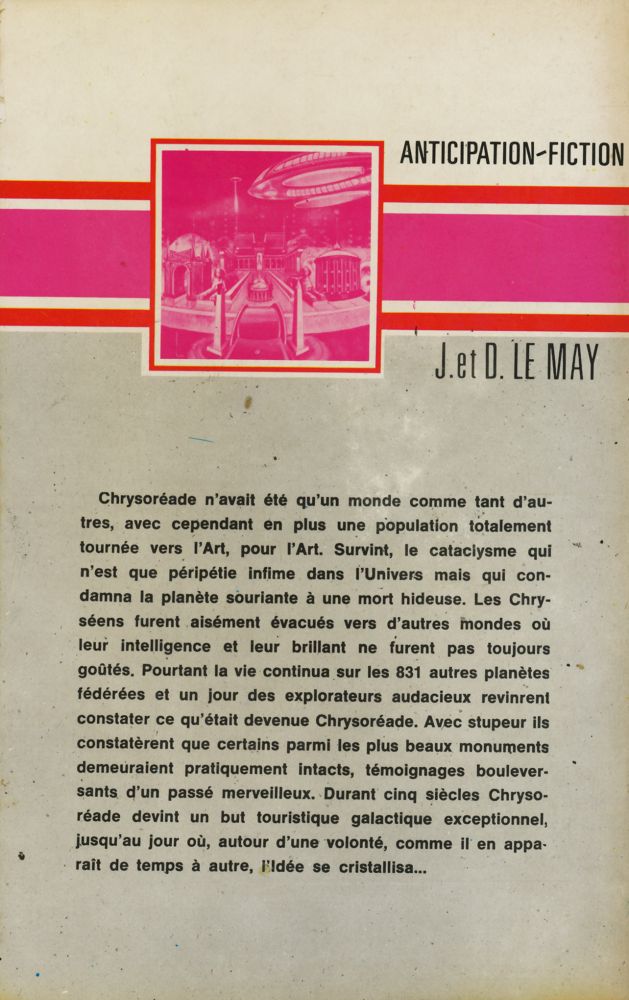 ANTICIPATION-FICTION
J. et D. LE MAY
Chrysoréade n'avait été qu'un monde comme tant d'au-
tres, avec cependant en plus une population totalement
tournée vers l'Art, pour l'Art. Survint, le cataclysme qui
n'est que péripétie infime dans l'Univers mais qui con-
damna la planète souriante à une mort hideuse. Les Chry-
séens furent aisément évacués vers d'autres mondes où
leur intelligence et leur brillant ne furent pas toujours
goûtés. Pourtant la vie continua sur les 831 autres planètes
fédérées et un jour des explorateurs audacieux revinrent
constater ce qu'était devenue Chrysoréade. Avec stupeur ils
constatèrent que certains parmi les plus beaux monuments
demeuraient pratiquement intacts, témoignages boulever-
sants d'un passé merveilleux. Durant cinq siècles Chryso-
réade devint un but touristique galactique exceptionnel,
jusqu'au jour où, autour d'une volonté, comme il en appa-
raît de temps à autre, l'Idée se cristallisa...